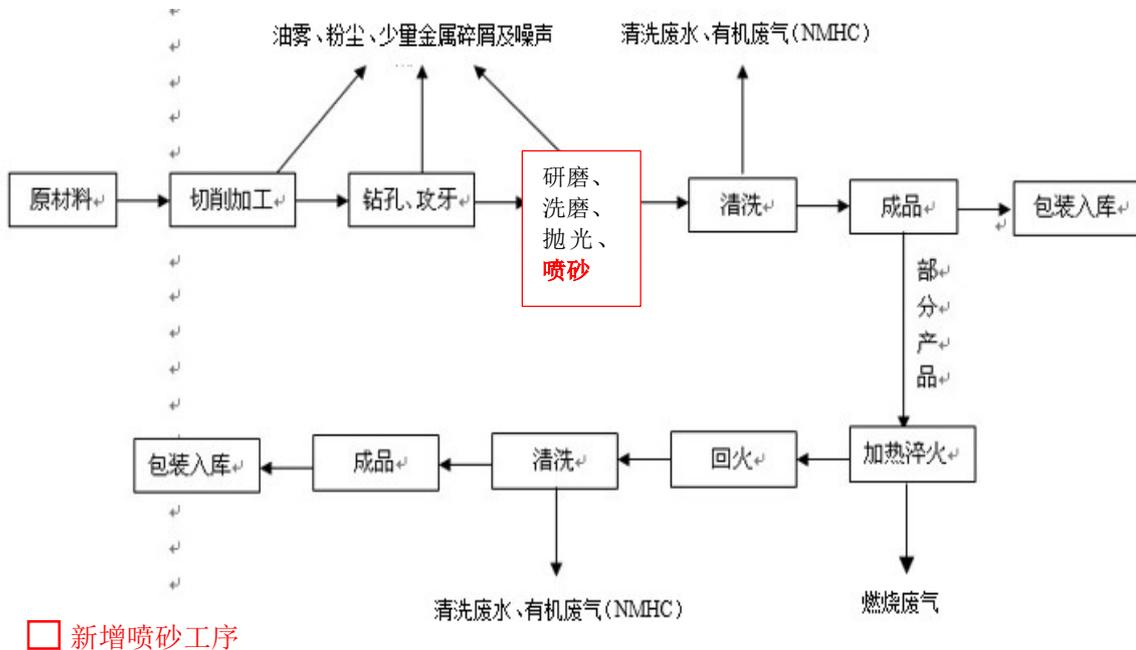 油雾、粉尘、少量金属碎屑及噪声
清洗废水、有机废气(NMHC)
原材料
切削加工
钻孔、攻牙
研磨、
洗磨、
抛光、
喷砂
清洗
成品
包装入库
部
分
产
品
包装入库
成品
清洗
回火
加热淬火
清洗废水、有机废气(NMHC)
燃烧废气
新增喷砂工序